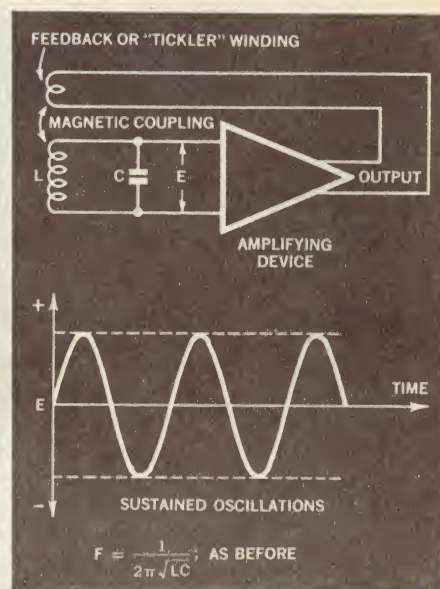 FEEDBACK OR "TICKLER" WINDING
MAGNETIC COUPLING
L
C
E
OUTPUT
AMPLIFYING
DEVICE
+
E
TIME
-
SUSTAINED OSCILLATIONS
F = 1 / 2π√LC, AS BEFORE